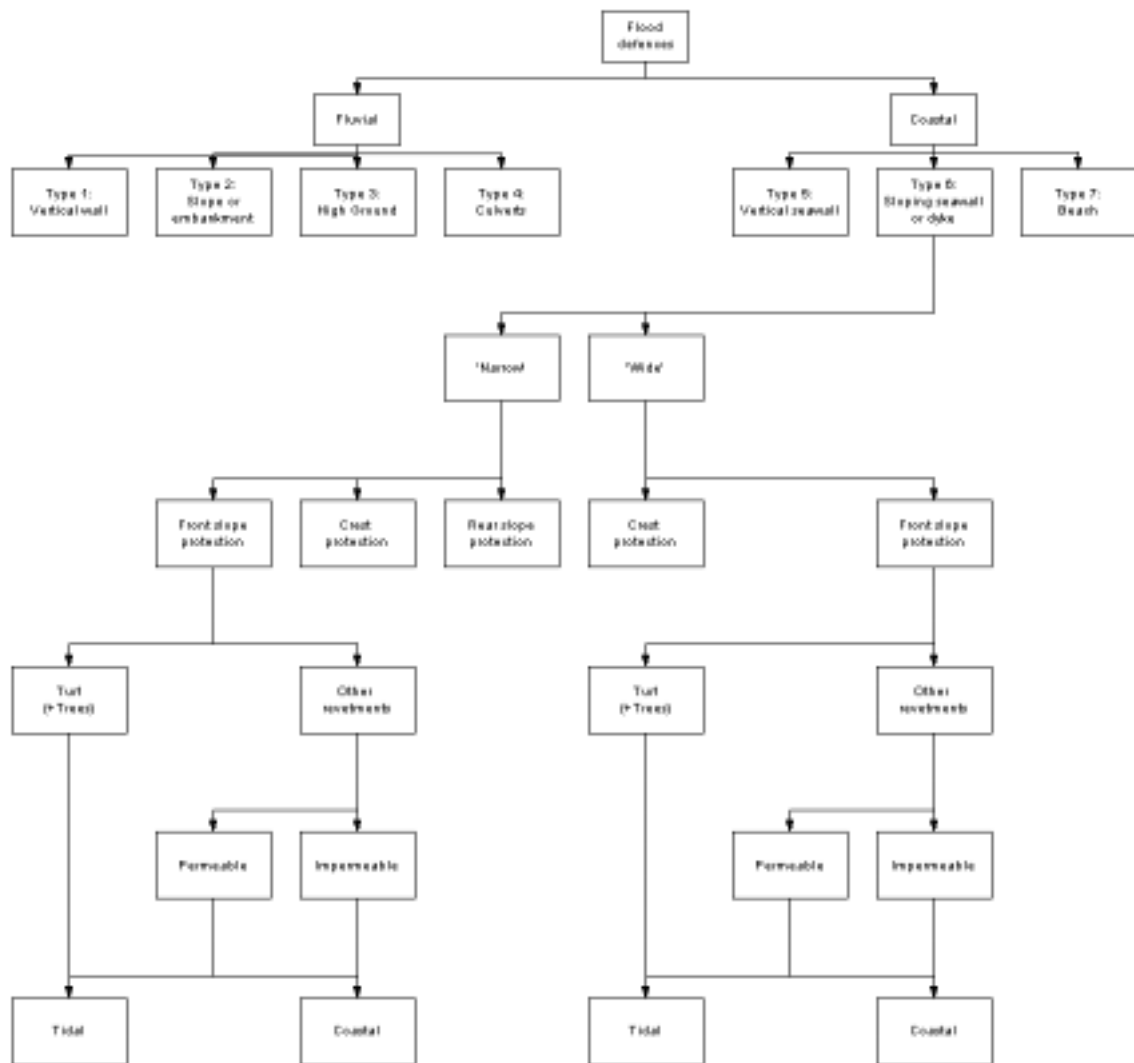 Flood
defences
Fluvial
Coastal
Type 1:
Vertical wall
Type 2:
Slope or
embankment
Type 3:
High Ground
Type 4:
Culverts
Type 5:
Vertical seawall
Type 6:
Sloping seawall
or dyke
Type 7:
Beach
'Narrow'
'Wide'
Front slope
protection
Crest
protection
Rear slope
protection
Crest
protection
Front slope
protection
Turf
(+ Trees)
Other
revetments
Turf
(+ Trees)
Other
revetments
Permeable
Impermeable
Permeable
Impermeable
Tidal
Coastal
Tidal
Coastal